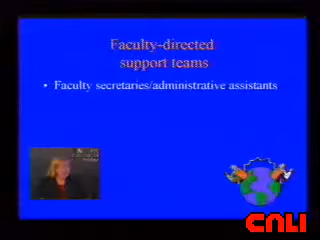 Faculty-directed
support teams
• Faculty secretaries/administrative assistants
CNLI